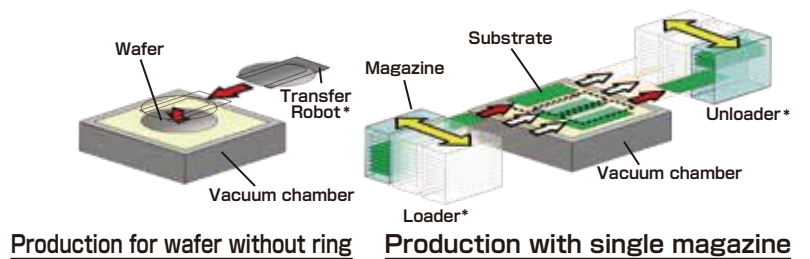 Wafer
Transfer
Robot*
Vacuum chamber
Production for wafer without ring
Substrate
Magazine
Unloader*
Vacuum chamber
Loader*
Production with single magazine